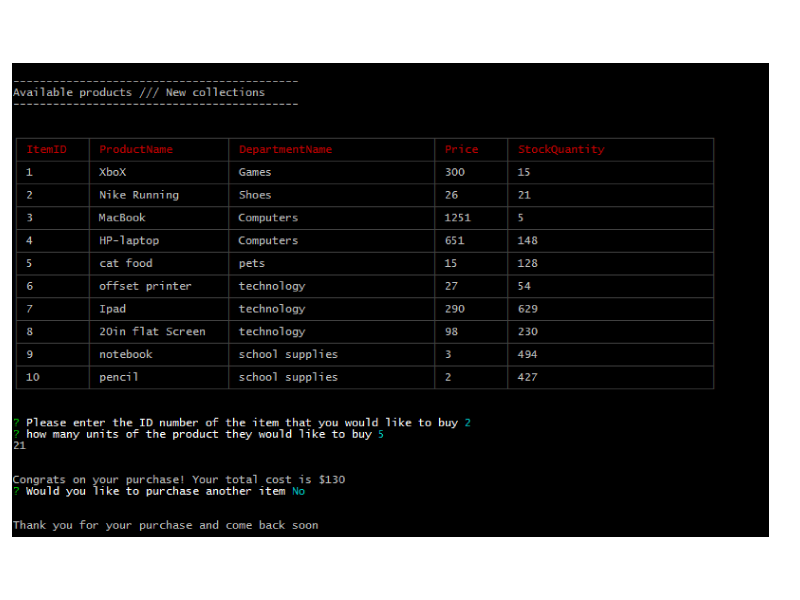 Available products /// New collections
ItemID ProductName DepartmentName Price StockQuantity
1 XboX Games 300 15
2 Nike Running Shoes 26 21
3 MacBook Computers 1251 5
4 HP-laptop Computers 651 148
5 cat food pets 15 128
6 offset printer technology 27 54
7 Ipad technology 290 629
8 20in flat Screen technology 98 230
9 notebook school supplies 3 494
10 pencil school supplies 2 427
? Please enter the ID number of the item that you would like to buy 2
? how many units of the product they would like to buy 5
21
Congrats on your purchase! Your total cost is $130
? Would you like to purchase another item No
Thank you for your purchase and come back soon